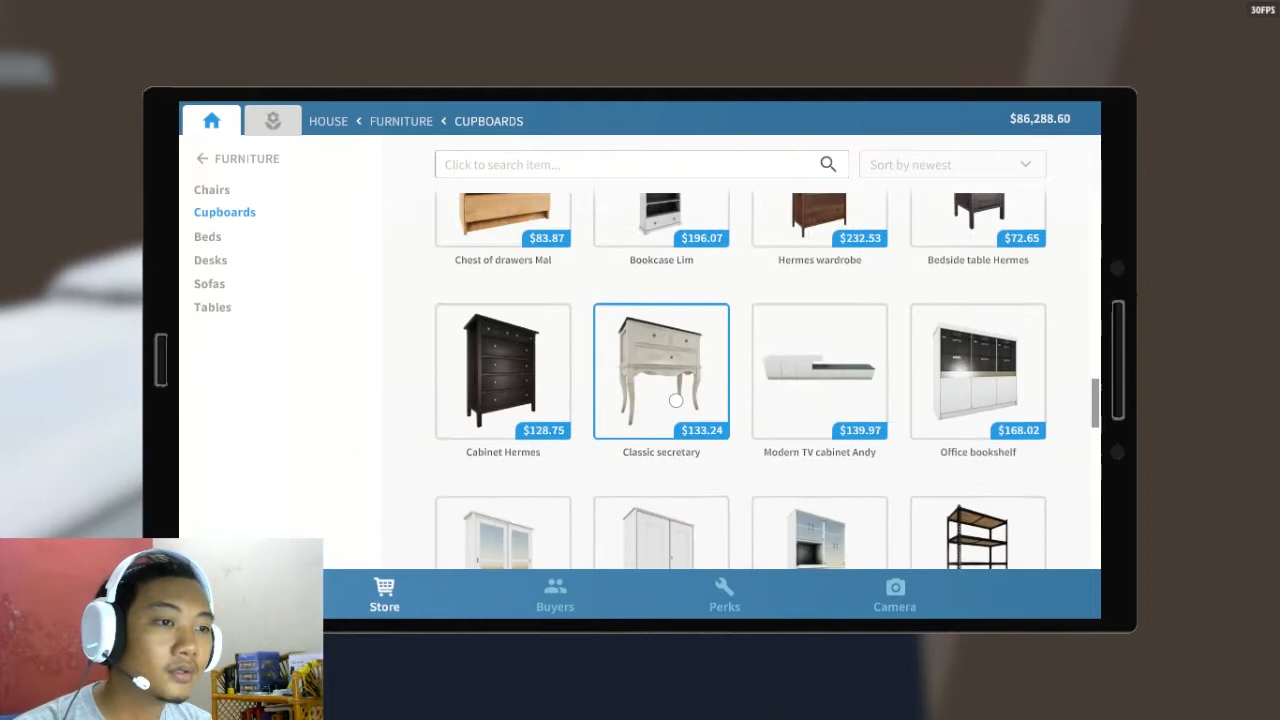 30FPS
HOUSE < FURNITURE < CUPBOARDS
$86,288.60
FURNITURE
Click to search item...
Sort by newest
Chairs
Cupboards
Beds
Desks
Sofas
Tables
$83.87
$196.07
$232.53
$72.65
Chest of drawers Mal
Bookcase Lim
Hermes wardrobe
Bedside table Hermes
$128.75
$133.24
$139.97
$168.02
Cabinet Hermes
Classic secretary
Modern TV cabinet Andy
Office bookshelf
Store
Buyers
Perks
Camera